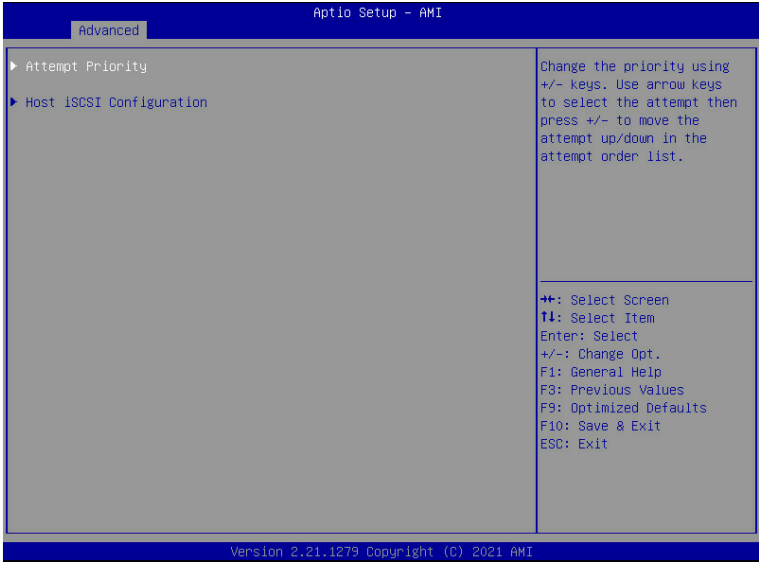 Aptio Setup – AMI
Advanced
▶ Attempt Priority
▶ Host iSCSI Configuration
Change the priority using
+/- keys. Use arrow keys
to select the attempt then
press +/- to move the
attempt up/down in the
attempt order list.
→←: Select Screen
↑↓: Select Item
Enter: Select
+/-: Change Opt.
F1: General Help
F3: Previous Values
F9: Optimized Defaults
F10: Save & Exit
ESC: Exit
Version 2.21.1279 Copyright (C) 2021 AMI